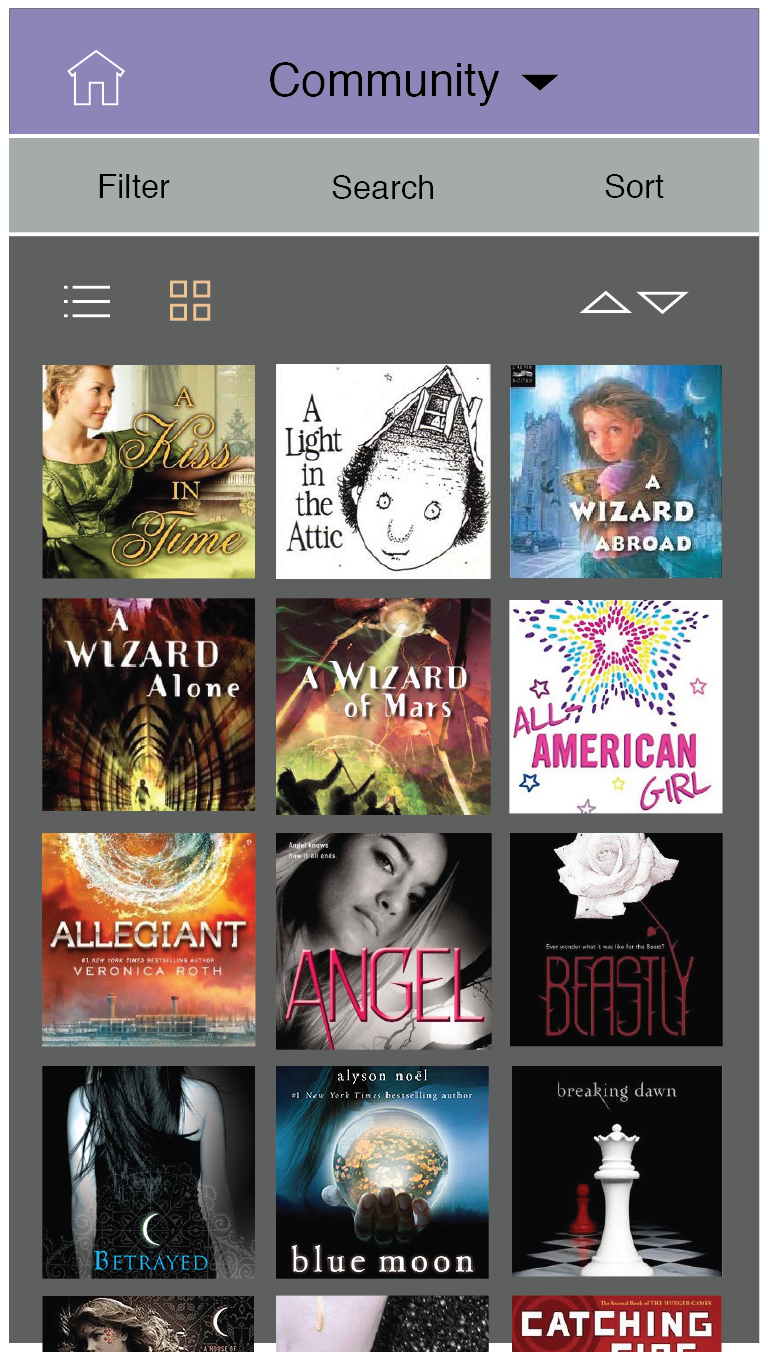 Community
Filter
Search
Sort
A
Kiss
IN
Time
A
Light
in
the
Attic
A
WIZARD
ABROAD
A
WIZARD
Alone
A WIZARD
of Mars
ALL-
AMERICAN
GIRL
ALLEGIANT
#1 NEW YORK TIMES BESTSELLING AUTHOR
VERONICA ROTH
Angel knows
how it all ends.
ANGEL
Ever wonder what it was like for the Beast?
BEASTLY
BETRAYED
alyson noël
#1 New York Times bestselling author
blue moon
breaking dawn
A HOUSE OF
The Second Book of THE HUNGER GAMES
CATCHING
FIRE